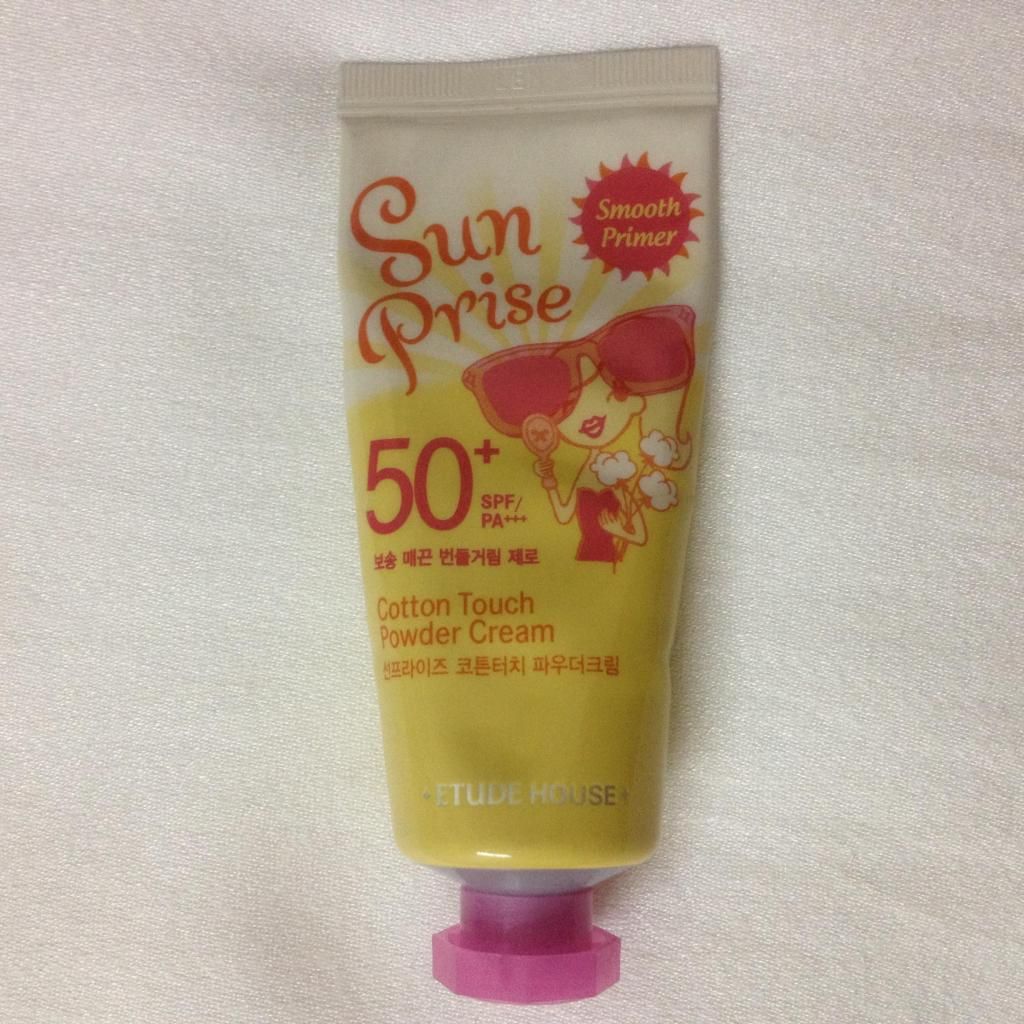 Sun
Prise
Smooth
Primer
50+
SPF/
PA+++
보송 매끈 번들거림 제로
Cotton Touch
Powder Cream
선프라이즈 코튼터치 파우더크림
ETUDE HOUSE